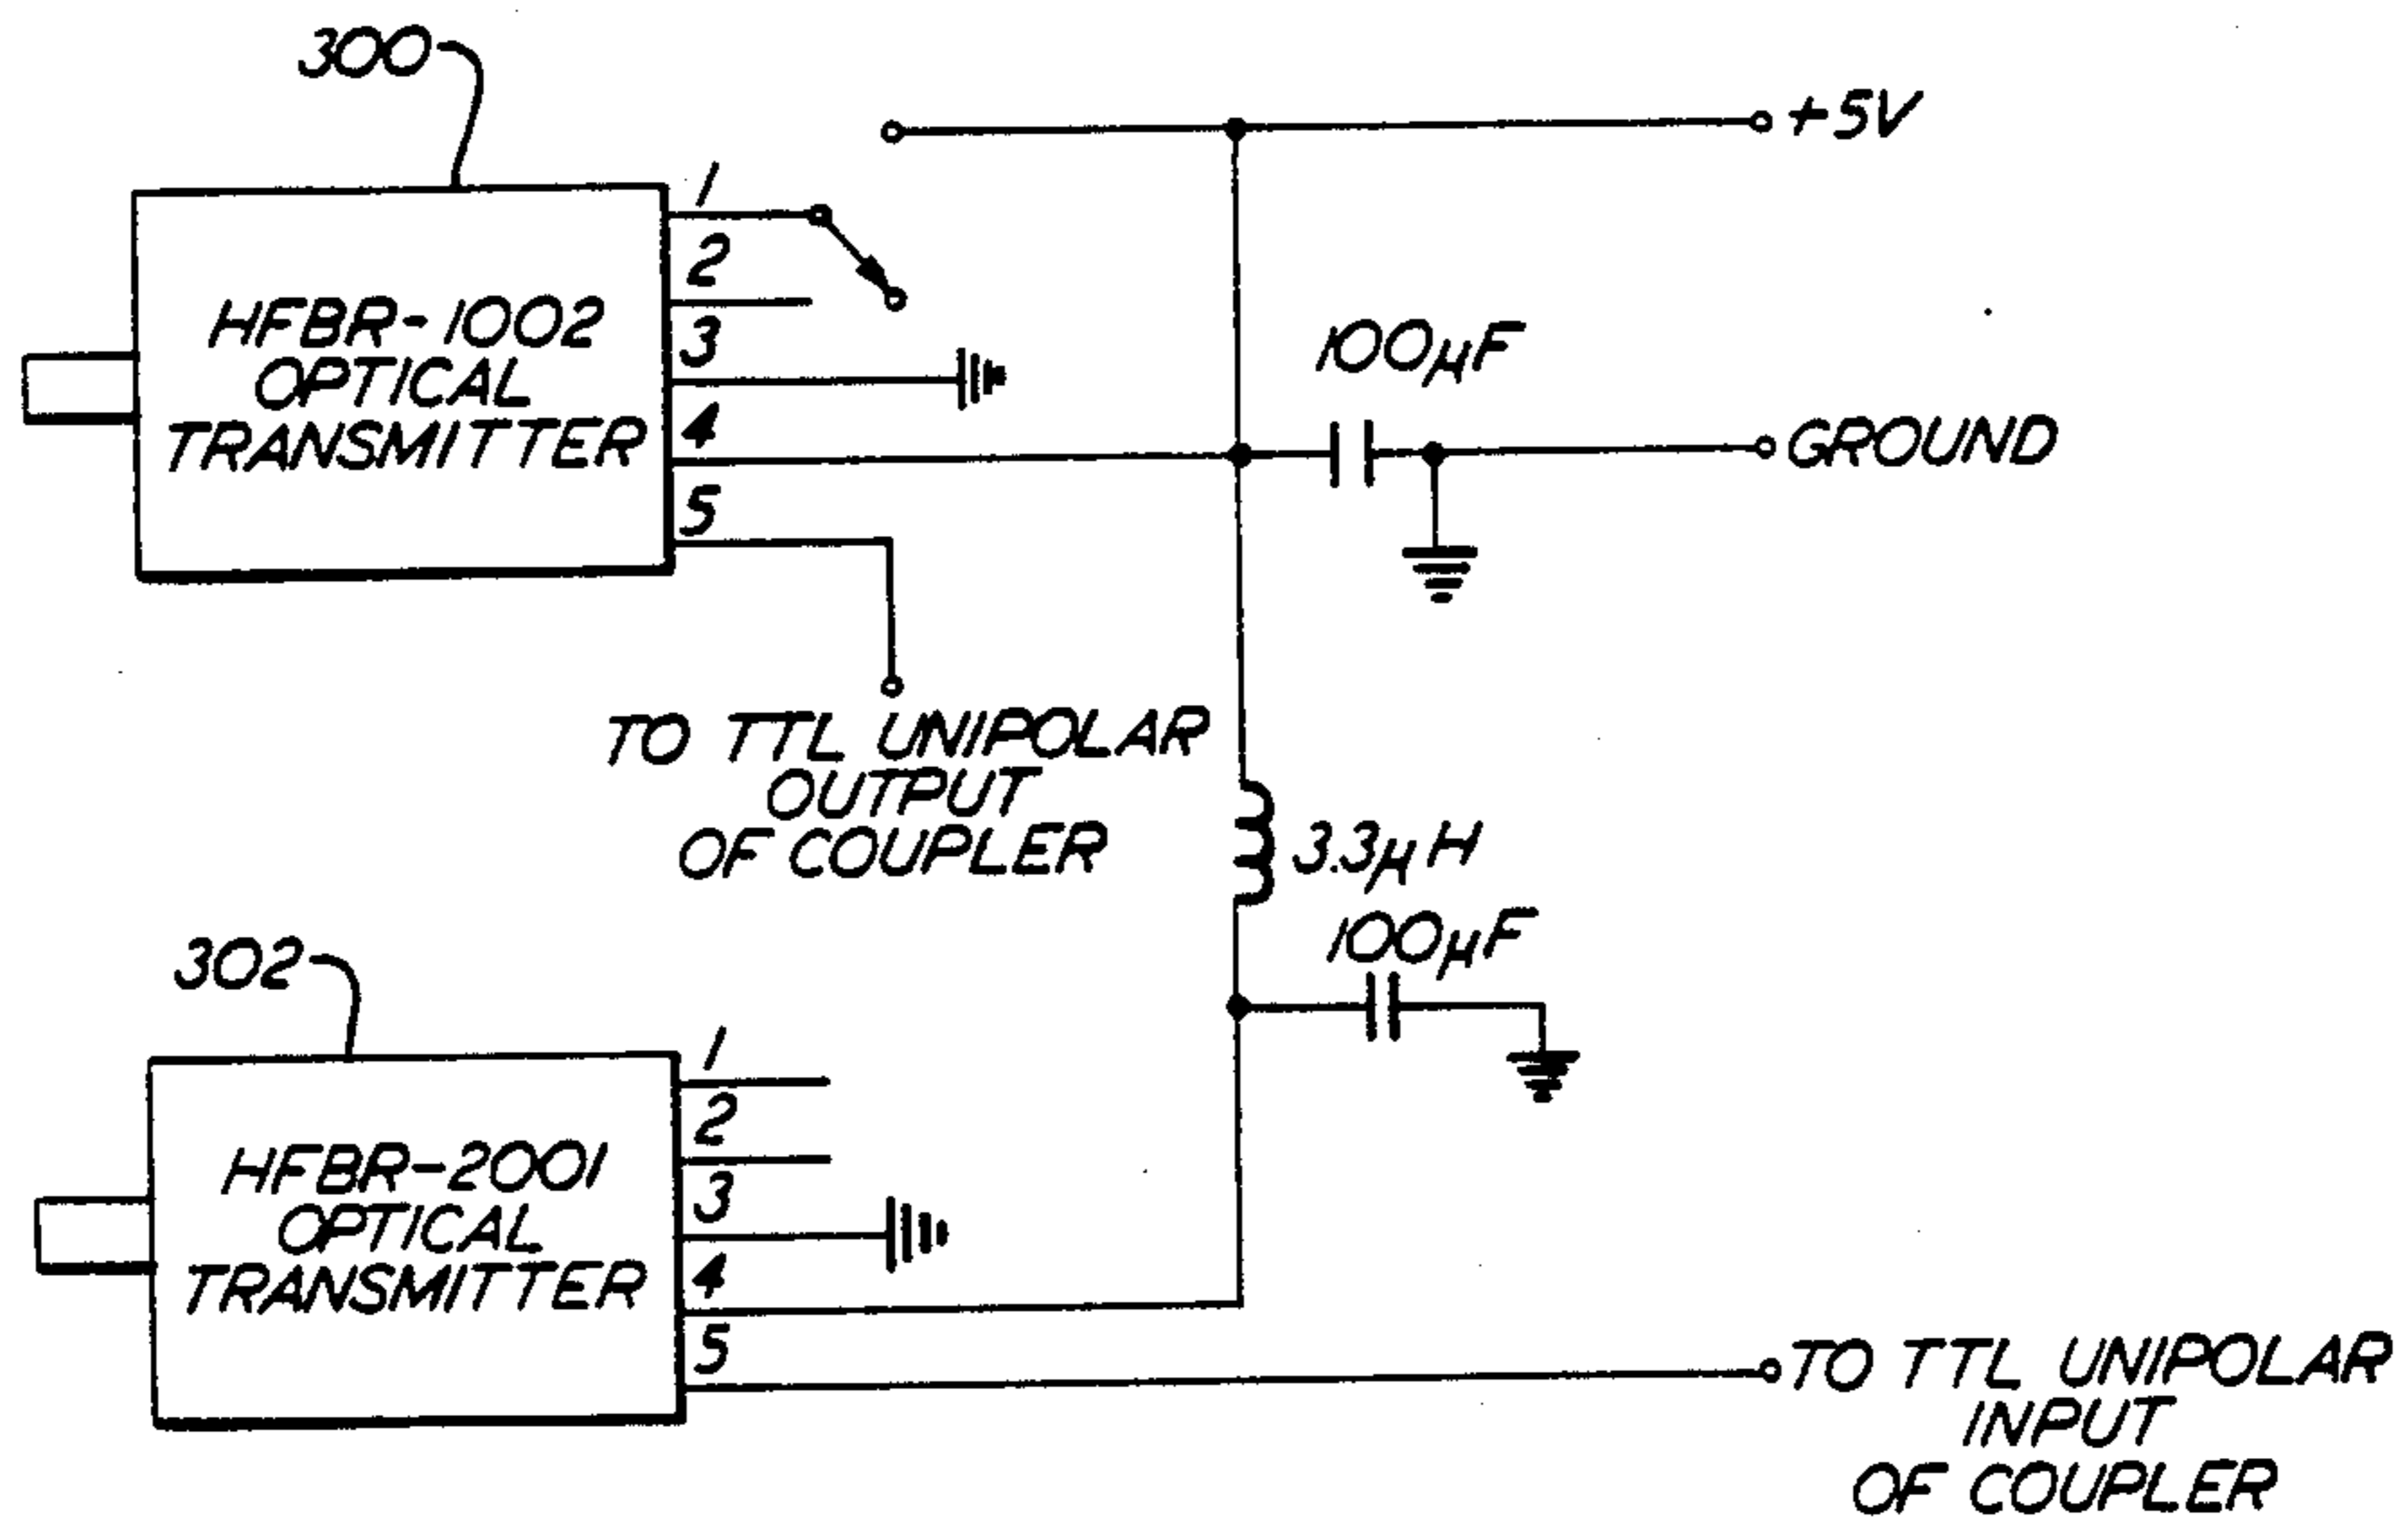 300
+5V
1
2
HFBR-1002
OPTICAL
TRANSMITTER
3
4
5
100μF
GROUND
TO TTL UNIPOLAR
OUTPUT
OF COUPLER
3.3μH
100μF
302
1
2
HFBR-2001
OPTICAL
TRANSMITTER
3
4
5
TO TTL UNIPOLAR
INPUT
OF COUPLER